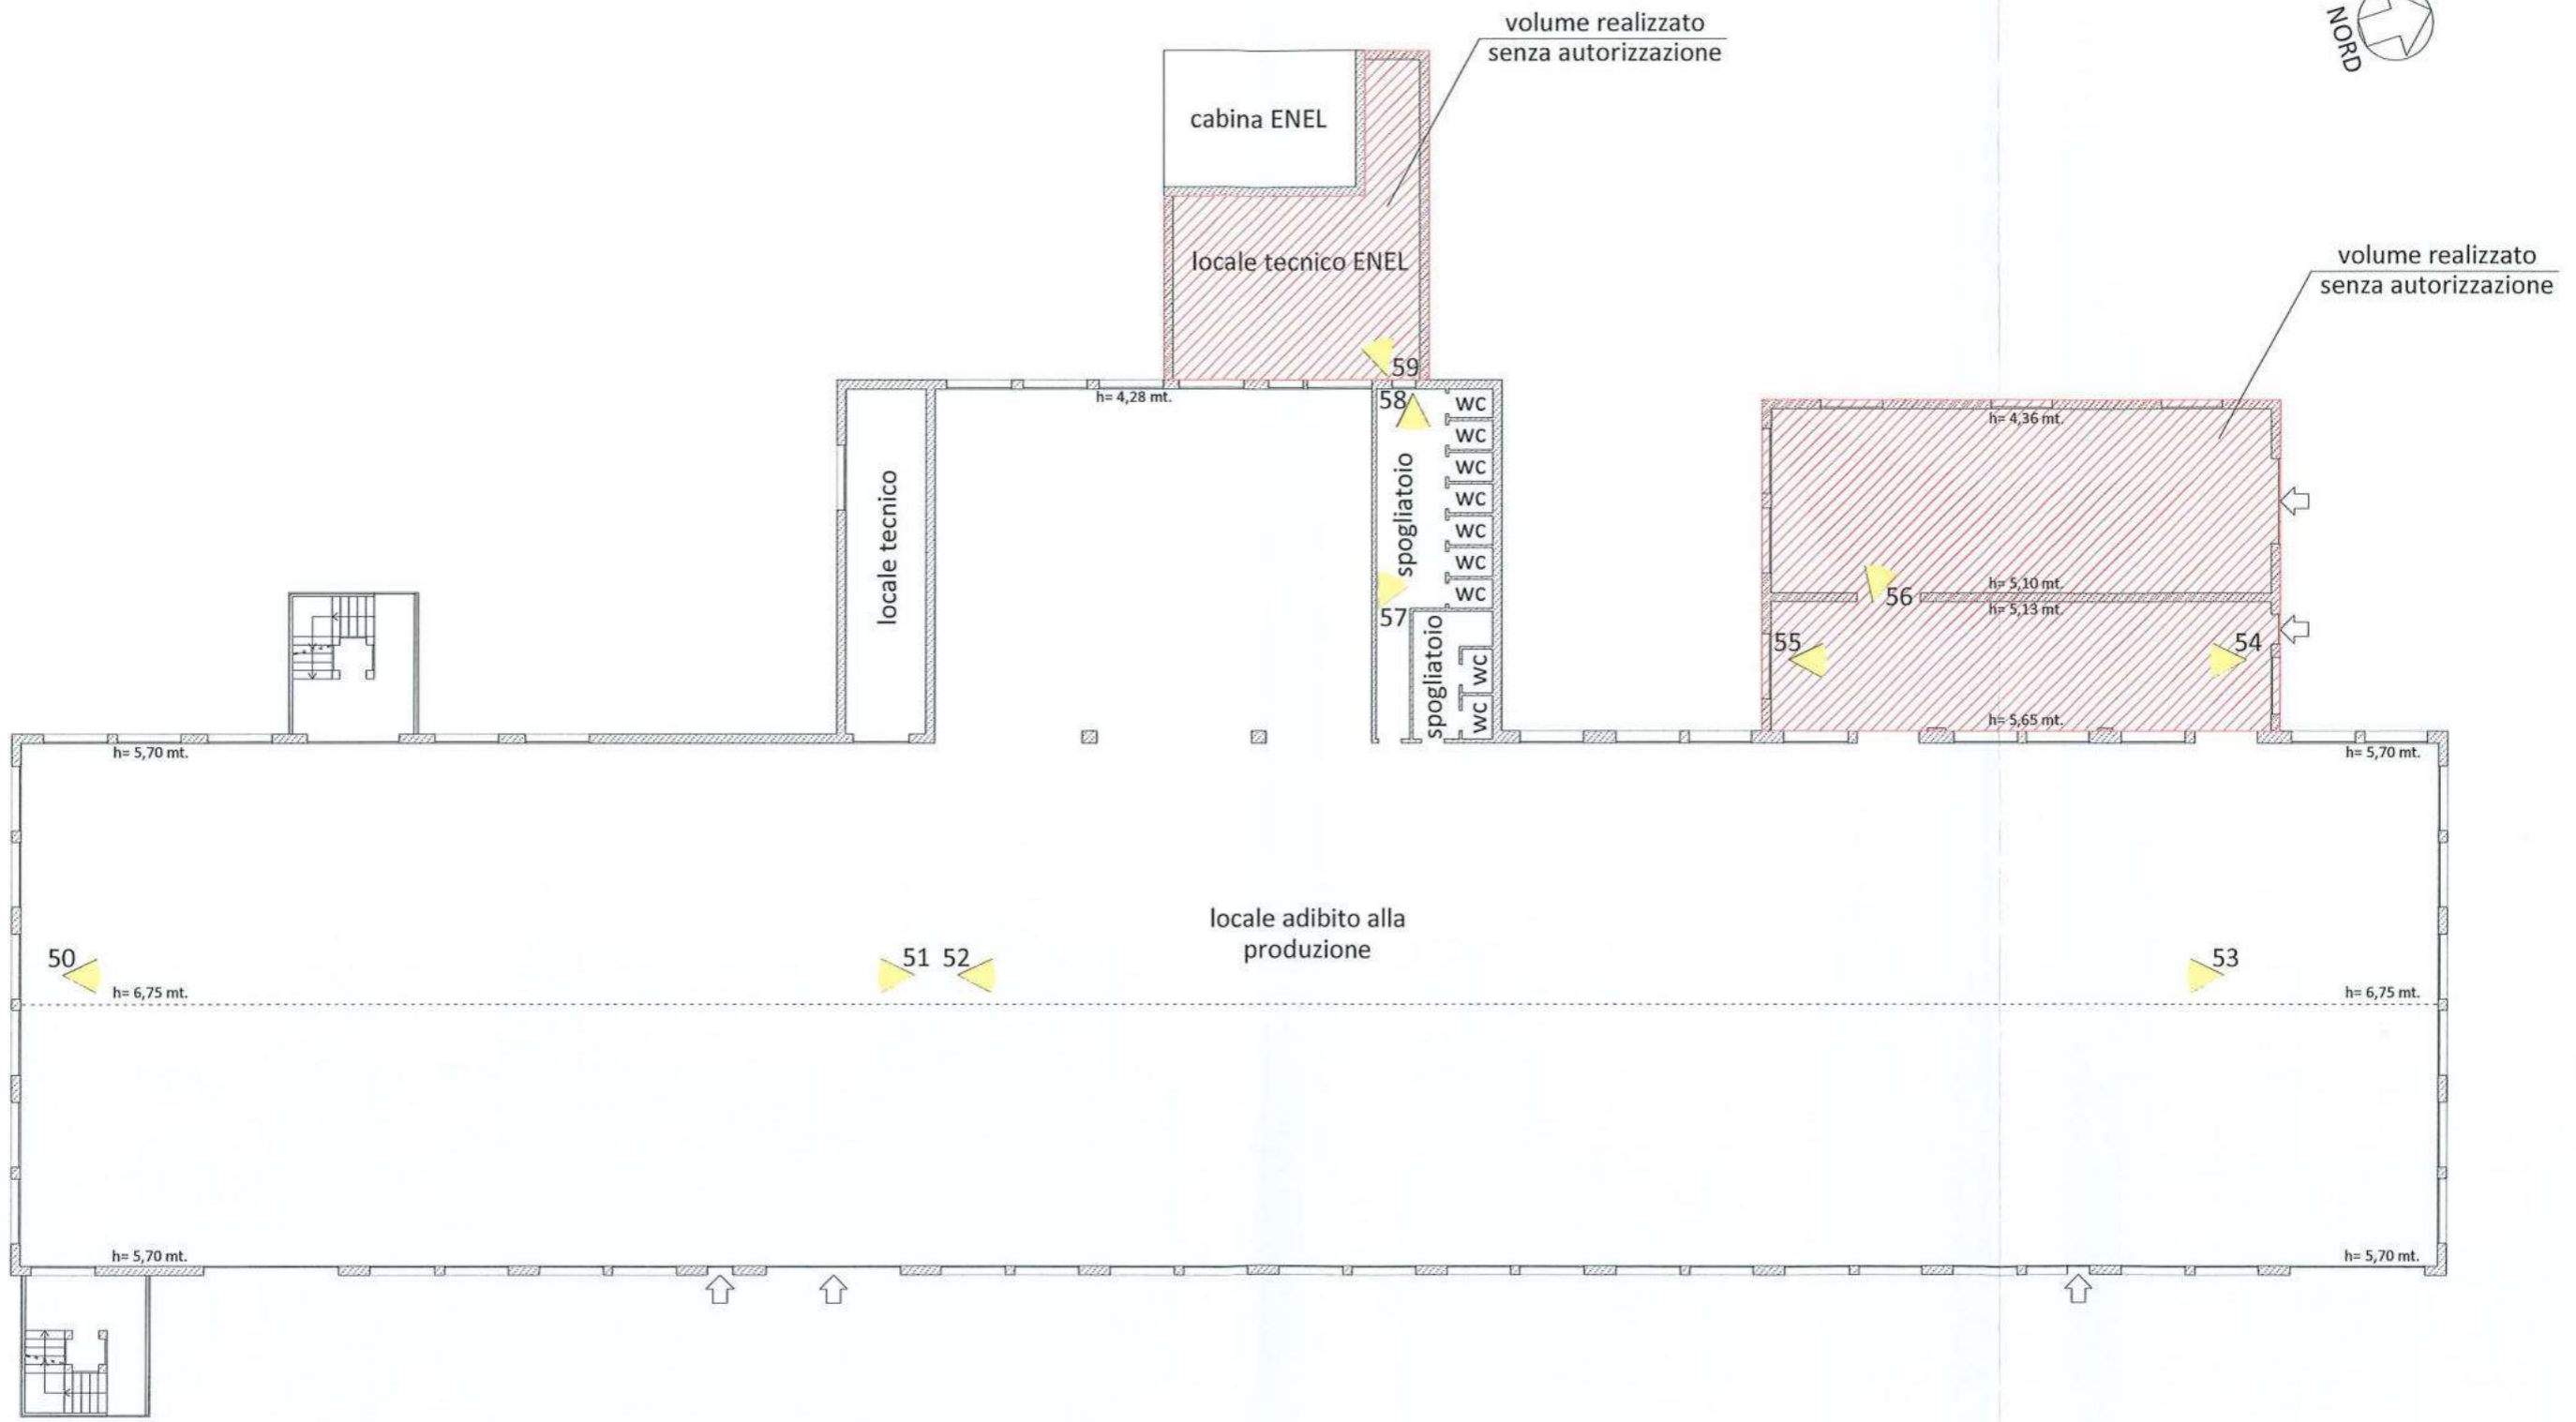 volume realizzato
senza autorizzazione
NORD
cabina ENEL
locale tecnico ENEL
volume realizzato
senza autorizzazione
59
h= 4,28 mt.
58
wc
wc
wc
wc
wc
wc
wc
spogliatoio
locale tecnico
h= 4,36 mt.
h= 5,10 mt.
56
h= 5,13 mt.
57
spogliatoio
wc
wc
55
54
h= 5,65 mt.
h= 5,70 mt.
h= 5,70 mt.
locale adibito alla
produzione
50
51
52
53
h= 6,75 mt.
h= 6,75 mt.
h= 5,70 mt.
h= 5,70 mt.